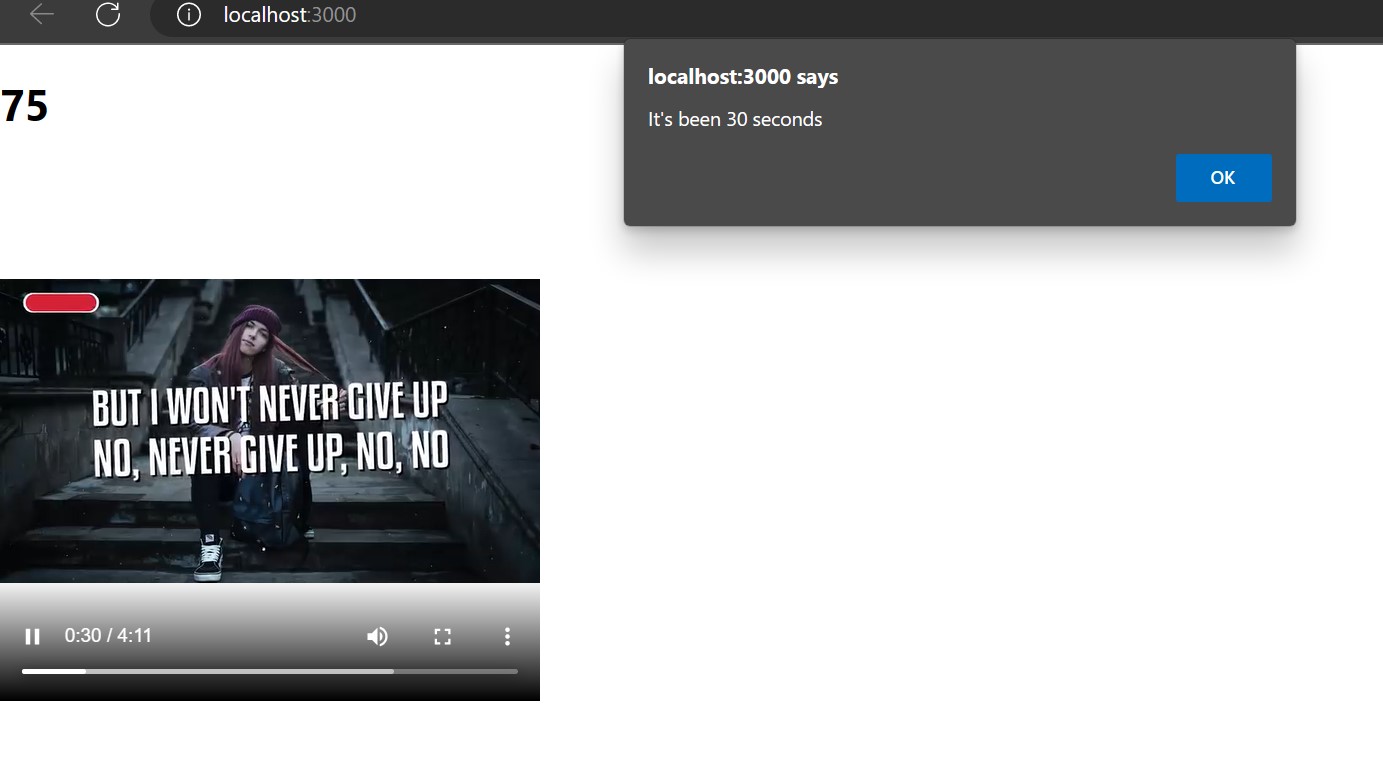 localhost:3000
localhost:3000 says
It's been 30 seconds
OK
75
BUT I WON'T NEVER GIVE UP
NO, NEVER GIVE UP, NO, NO
0:30 / 4:11